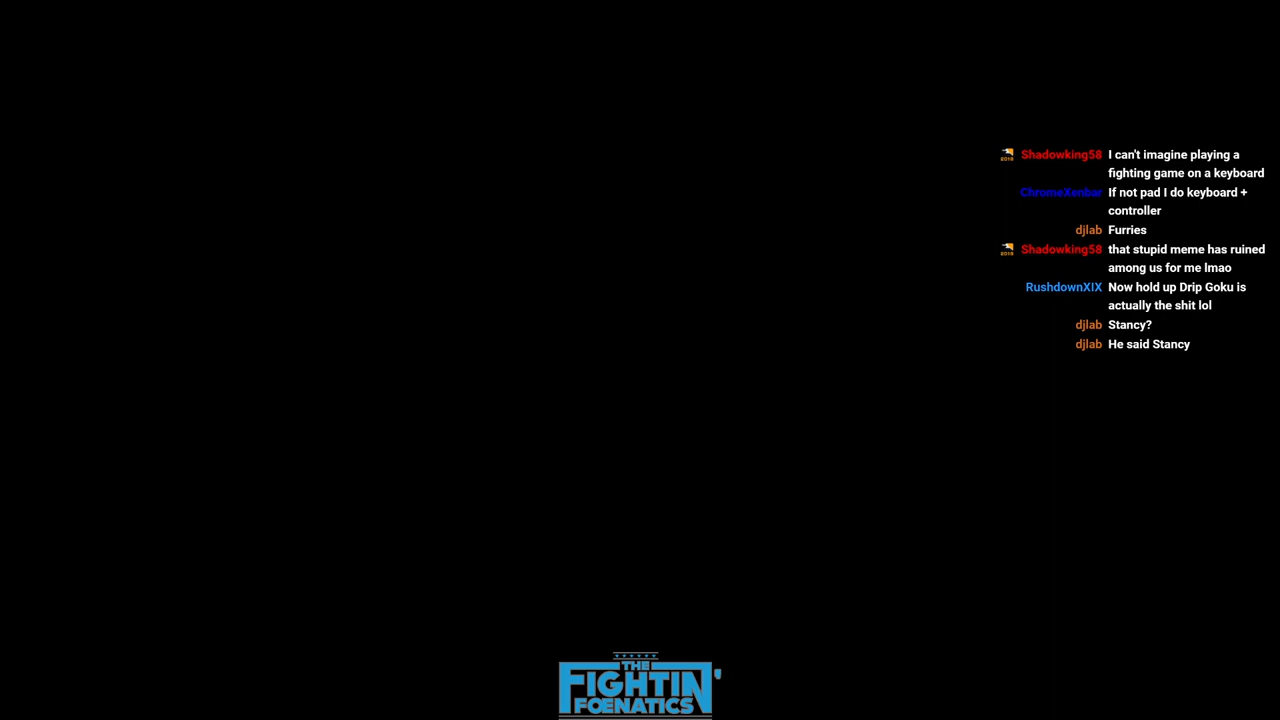 Shadowking58 I can't imagine playing a
fighting game on a keyboard
ChromeXenbar If not pad I do keyboard +
controller
djlab Furries
Shadowking58 that stupid meme has ruined
among us for me lmao
RushdownXIX Now hold up Drip Goku is
actually the shit lol
djlab Stancy?
djlab He said Stancy
THE
FIGHTIN'
FOENATICS